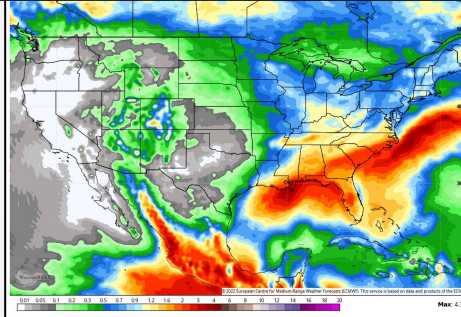 © 2022 European Centre for Medium-Range Weather Forecasts (ECMWF). This service is based on data and products of the ECM
0.01 0.05 0.1 0.2 0.3 0.5 0.7 0.9 1.2 1.6 2 3 4 6 8 10 12 14 16 18 20
Max: 4.